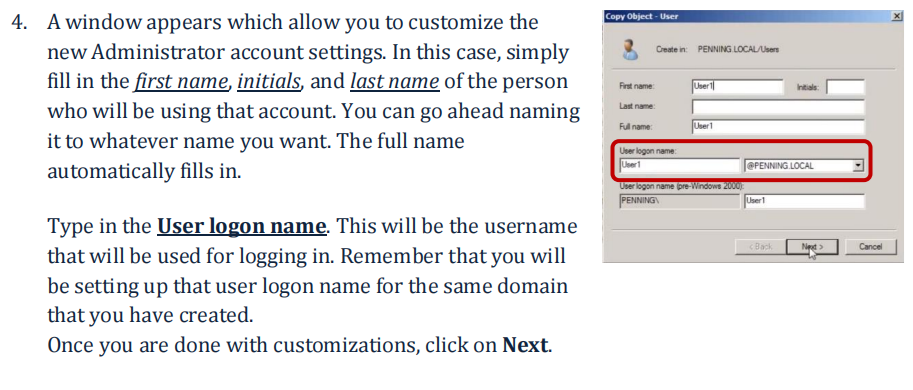 4. A window appears which allow you to customize the
new Administrator account settings. In this case, simply
fill in the first name, initials, and last name of the person
who will be using that account. You can go ahead naming
it to whatever name you want. The full name
automatically fills in.
Type in the User logon name. This will be the username
that will be used for logging in. Remember that you will
be setting up that user logon name for the same domain
that you have created.
Once you are done with customizations, click on Next.
Copy Object - User
Create in: PENNING.LOCAL/Users
First name: User1 Initials:
Last name:
Full name: User1
User logon name:
User1 @PENNING.LOCAL
User logon name (pre-Windows 2000):
PENNING\ User1
< Back Next > Cancel